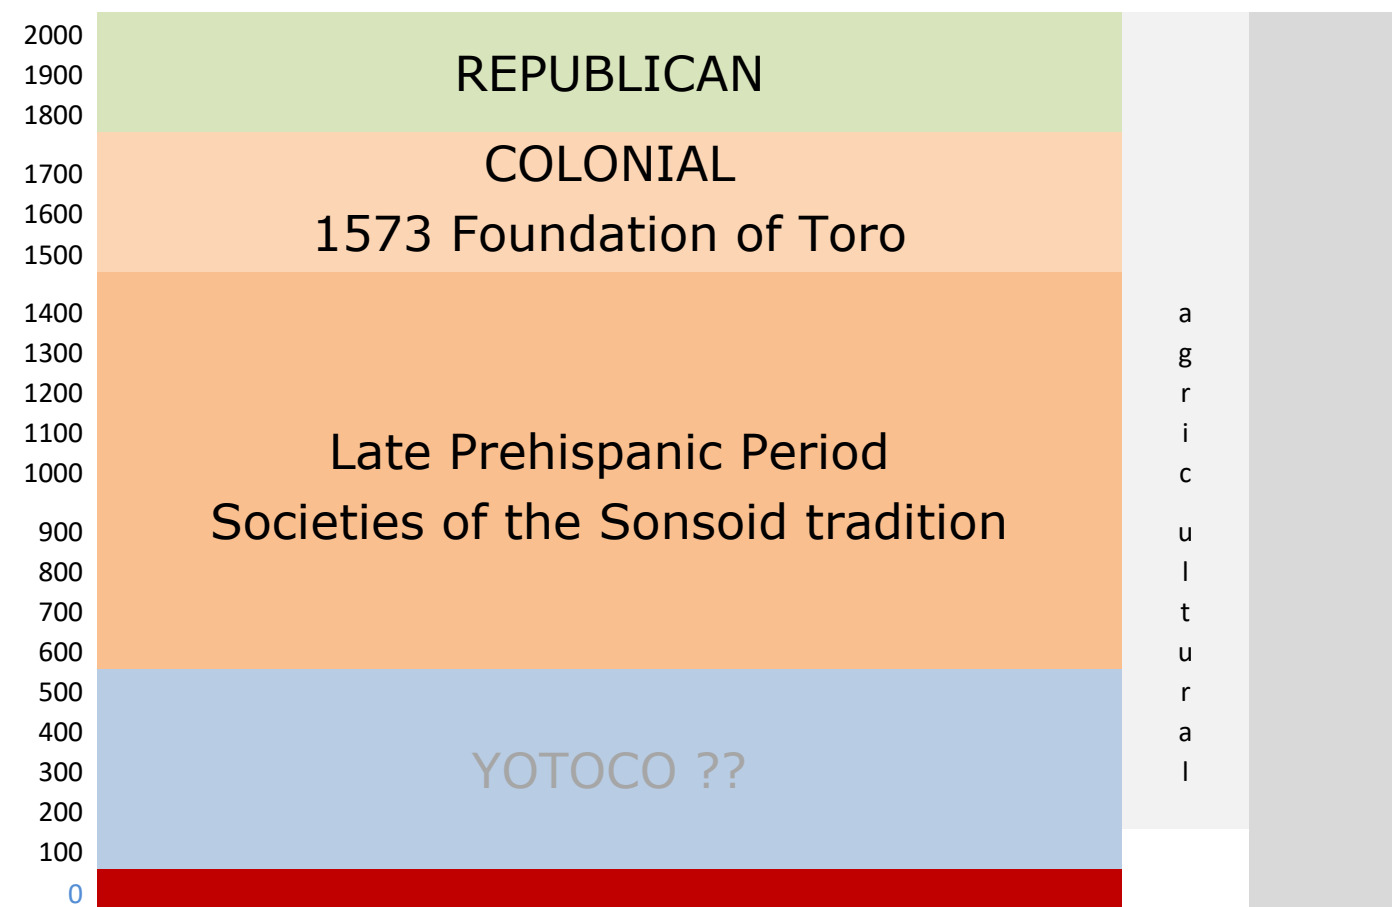 2000
1900
REPUBLICAN
1800
1700
COLONIAL
1600
1573 Foundation of Toro
1500
1400 a
1300 g
1200 r
1100 i
Late Prehispanic Period
1000 c
Societies of the Sonsoid tradition
900 u
800 l
700 t
600 u
500 r
400 a
300 l
YOTOCO ??
200
100
0